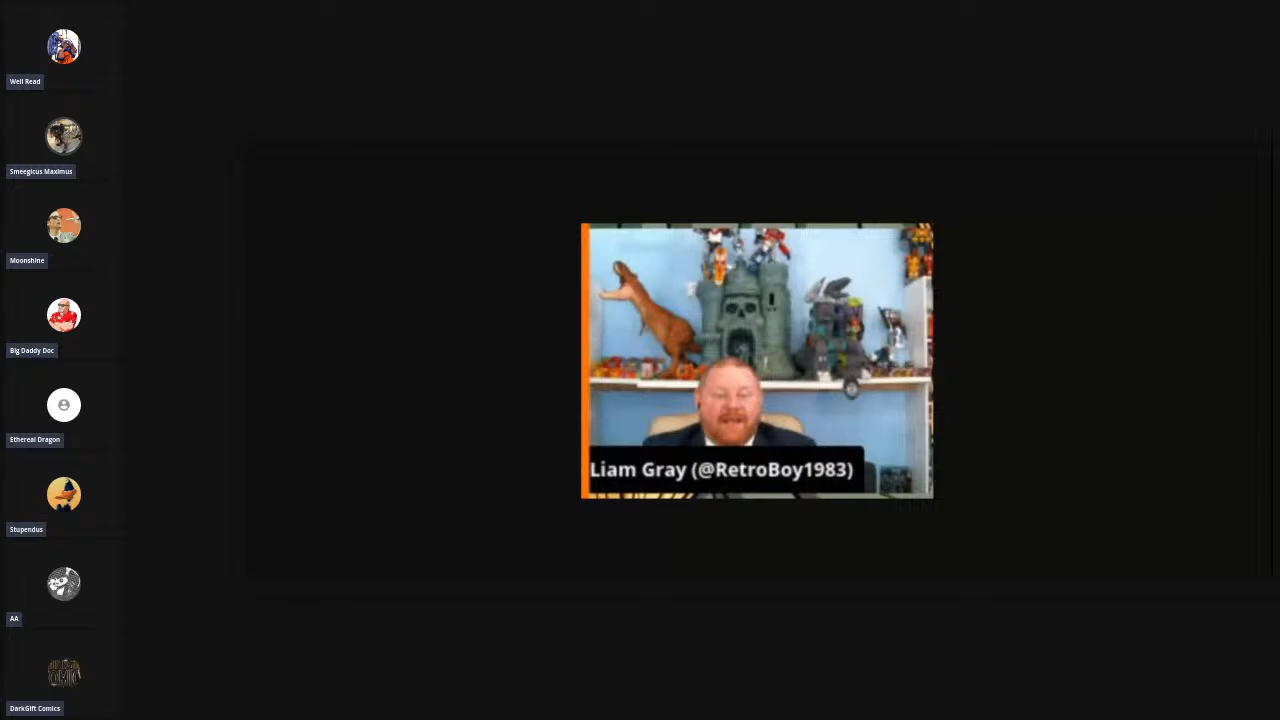 Well Read
Smeegicus Maximus
Moonshine
Big Daddy Doc
Ethereal Dragon
Stupendus
AA
DarkGift Comics
Liam Gray (@RetroBoy1983)